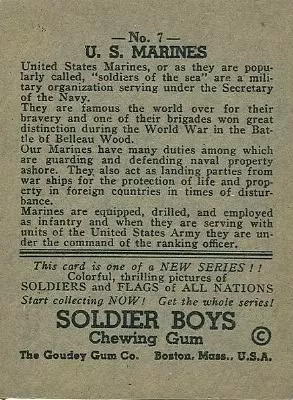 — No. 7 —
U. S. MARINES
United States Marines, or as they are popu-
larly called, "soldiers of the sea" are a mili-
tary organization serving under the Secretary
of the Navy.
They are famous the world over for their
bravery and one of their brigades won great
distinction during the World War in the Bat-
tle of Belleau Wood.
Our Marines have many duties among which
are guarding and defending naval property
ashore. They also act as landing parties from
war ships for the protection of life and prop-
erty in foreign countries in times of distur-
bance.
Marines are equipped, drilled, and employed
as infantry and when they are serving with
units of the United States Army they are un-
der the command of the ranking officer.
This card is one of a NEW SERIES!!
Colorful, thrilling pictures of
SOLDIERS and FLAGS of ALL NATIONS
Start collecting NOW! Get the whole series!
SOLDIER BOYS
Chewing Gum ©
The Goudey Gum Co. Boston, Mass., U.S.A.